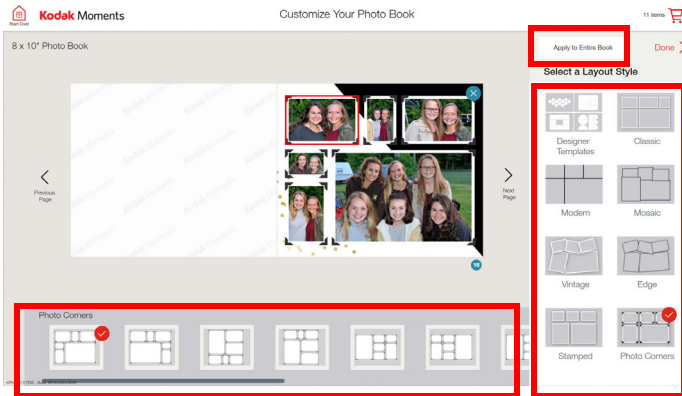 Start Over
Kodak Moments
Customize Your Photo Book
11 items
8 x 10" Photo Book
Apply to Entire Book
Done
Select a Layout Style
Designer
Templates
Classic
Modern
Mosaic
Vintage
Edge
Stamped
Photo Corners
Previous
Page
Next
Page
16
Photo Corners